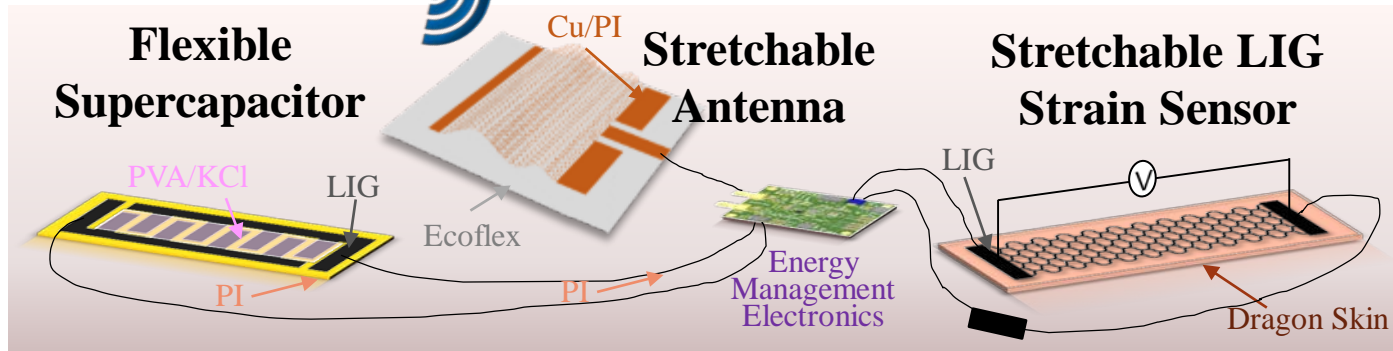 Flexible
Supercapacitor
Cu/PI
Stretchable
Antenna
Stretchable LIG
Strain Sensor
PVA/KCl
LIG
Ecoflex
PI
PI
Energy
Management
Electronics
LIG
V
Dragon Skin